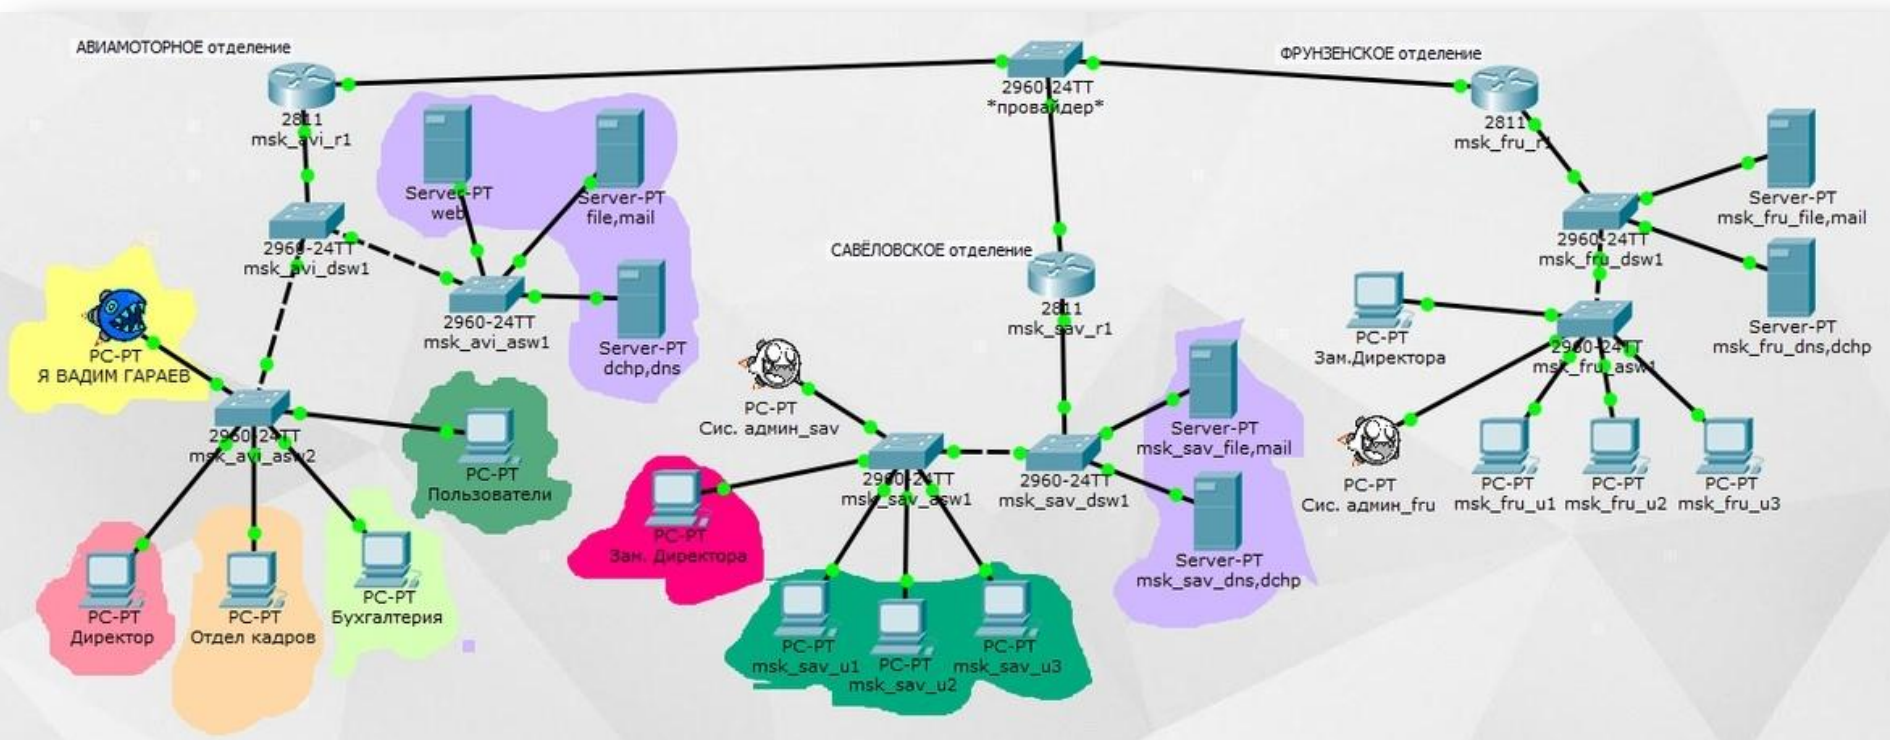 АВИАМОТОРНОЕ отделение
2811
msk_avi_r1
2960-24TT
msk_avi_dsw1
Server-PT
web
Server-PT
file,mail
2960-24TT
msk_avi_asw1
Server-PT
dchp,dns
PC-PT
Я ВАДИМ ГАРАЕВ
2960-24TT
msk_avi_asw2
PC-PT
Пользователи
PC-PT
Директор
PC-PT
Отдел кадров
PC-PT
Бухгалтерия
2960-24TT
*провайдер*
САВЁЛОВСКОЕ отделение
2811
msk_sav_r1
PC-PT
Сис. админ_sav
2960-24TT
msk_sav_asw1
2960-24TT
msk_sav_dsw1
Server-PT
msk_sav_file,mail
Server-PT
msk_sav_dns,dchp
PC-PT
Зам. Директора
PC-PT
msk_sav_u1
PC-PT
msk_sav_u2
PC-PT
msk_sav_u3
ФРУНЗЕНСКОЕ отделение
2811
msk_fru_r1
2960-24TT
msk_fru_dsw1
Server-PT
msk_fru_file,mail
Server-PT
msk_fru_dns,dchp
PC-PT
Зам.Директора
2960-24TT
msk_fru_asw1
PC-PT
Сис. админ_fru
PC-PT
msk_fru_u1
PC-PT
msk_fru_u2
PC-PT
msk_fru_u3